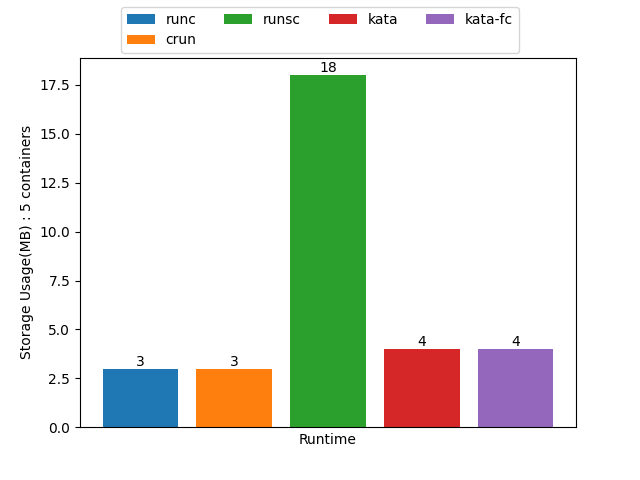 runc runsc kata kata-fc
crun
18
17.5
15.0
12.5
10.0
7.5
5.0
2.5
0.0
3 3 4 4
Storage Usage(MB) : 5 containers
Runtime